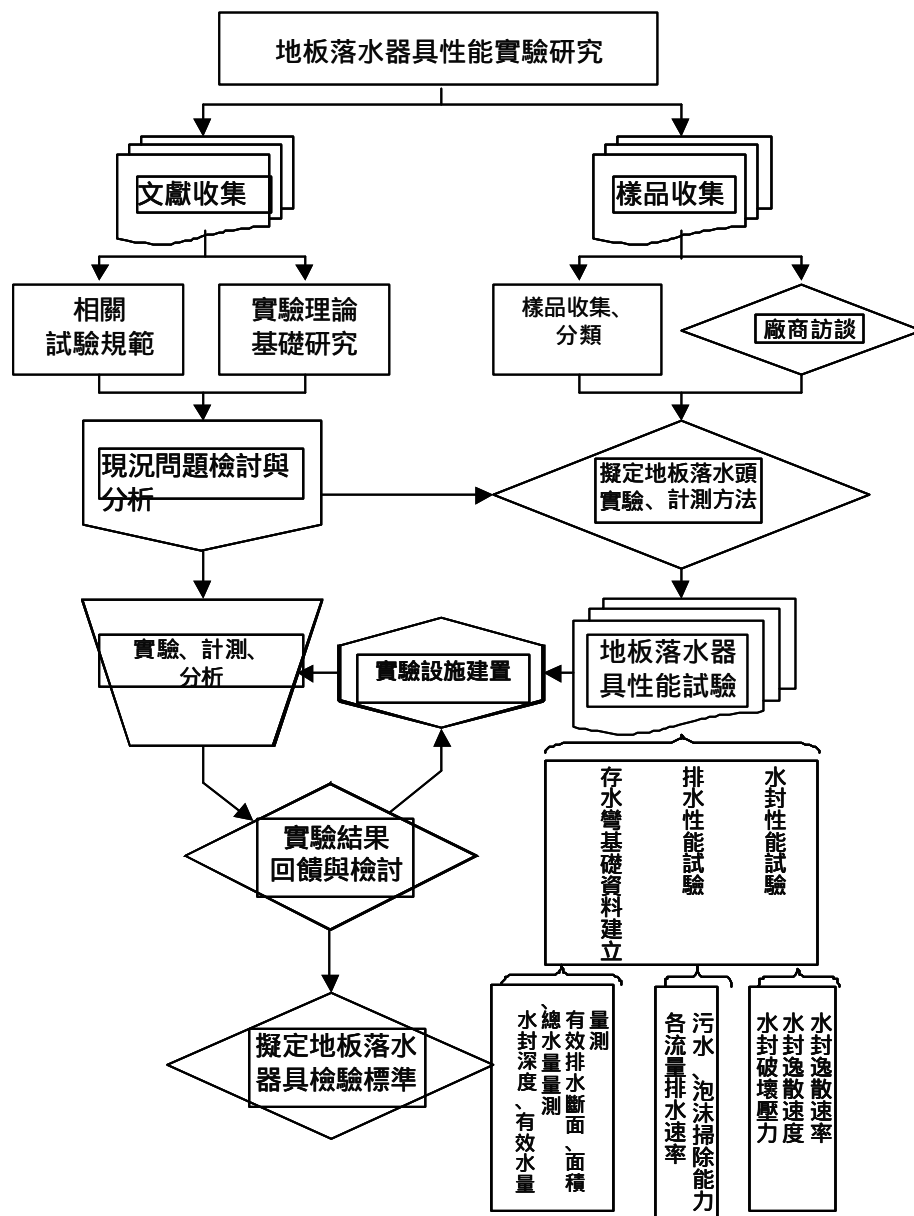 地板落水器具性能實驗研究
文獻收集
樣品收集
相關
試驗規範
實驗理論
基礎研究
樣品收集、
分類
廠商訪談
現況問題檢討與
分析
擬定地板落水頭
實驗、計測方法
實驗、計測、
分析
實驗設施建置
地板落水器
具性能試驗
實驗結果
回饋與檢討
擬定地板落水
器具檢驗標準
水封性能試驗
排水性能試驗
存水彎基礎資料建立
量測
有效排水斷面、面積
、總水量量測
水封深度、有效水量
污水、泡沫掃除能力
各流量排水速率
水封逸散速率
水封逸散速度
水封破壞壓力